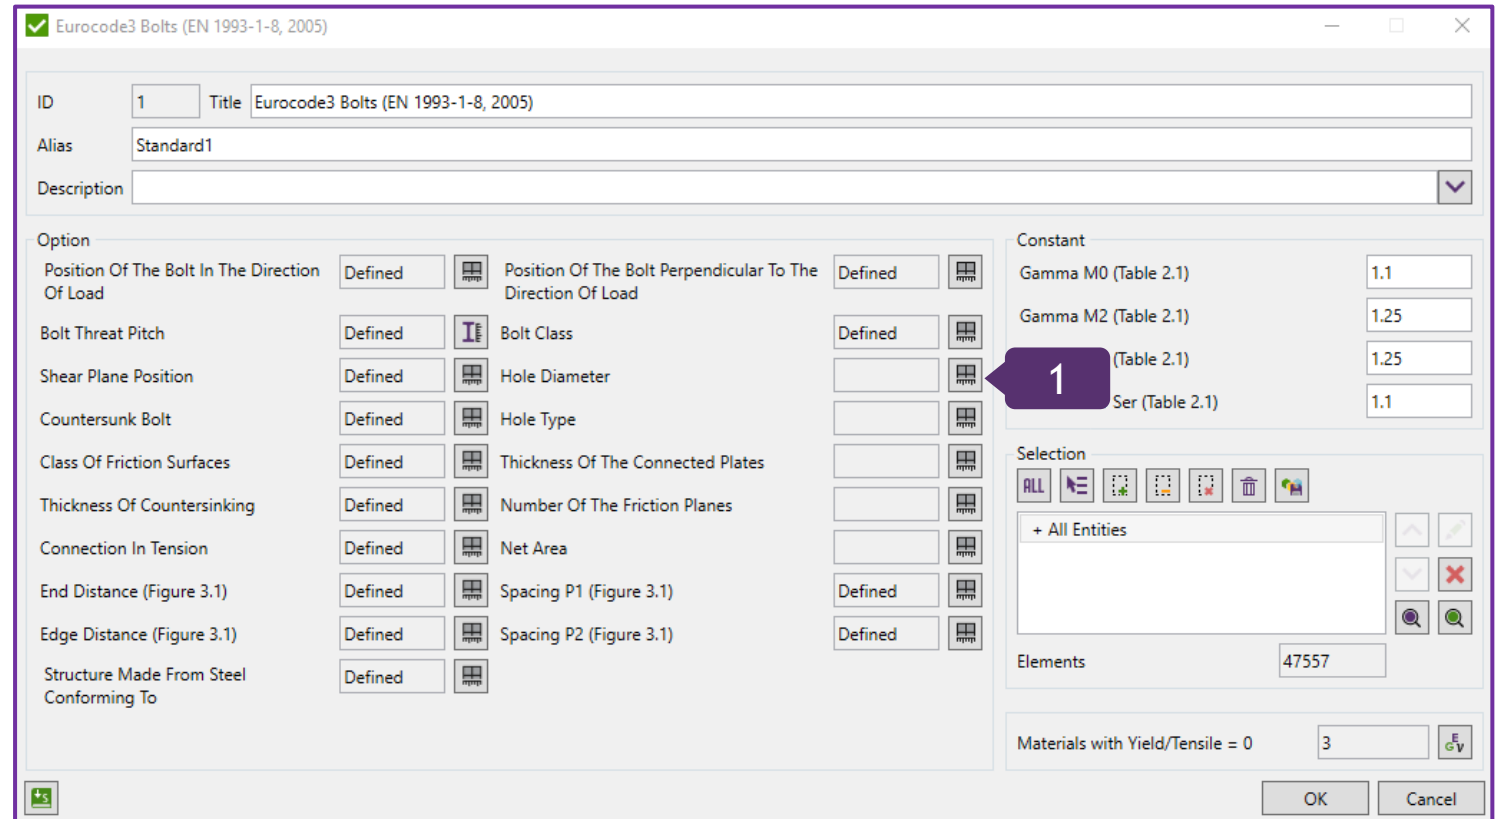 Eurocode3 Bolts (EN 1993-1-8, 2005)
ID 1 Title Eurocode3 Bolts (EN 1993-1-8, 2005)
Alias Standard1
Description
Option
Position Of The Bolt In The Direction
Of Load
Defined
Position Of The Bolt Perpendicular To The
Direction Of Load
Defined
Bolt Threat Pitch Defined Bolt Class Defined
Shear Plane Position Defined Hole Diameter
Countersunk Bolt Defined Hole Type
Class Of Friction Surfaces Defined Thickness Of The Connected Plates
Thickness Of Countersinking Defined Number Of The Friction Planes
Connection In Tension Defined Net Area
End Distance (Figure 3.1) Defined Spacing P1 (Figure 3.1) Defined
Edge Distance (Figure 3.1) Defined Spacing P2 (Figure 3.1) Defined
Structure Made From Steel
Conforming To
Defined
1
Constant
Gamma M0 (Table 2.1) 1.1
Gamma M2 (Table 2.1) 1.25
(Table 2.1) 1.25
Ser (Table 2.1) 1.1
Selection
ALL
+ All Entities
Elements 47557
Materials with Yield/Tensile = 0 3 E G V
S
OK Cancel